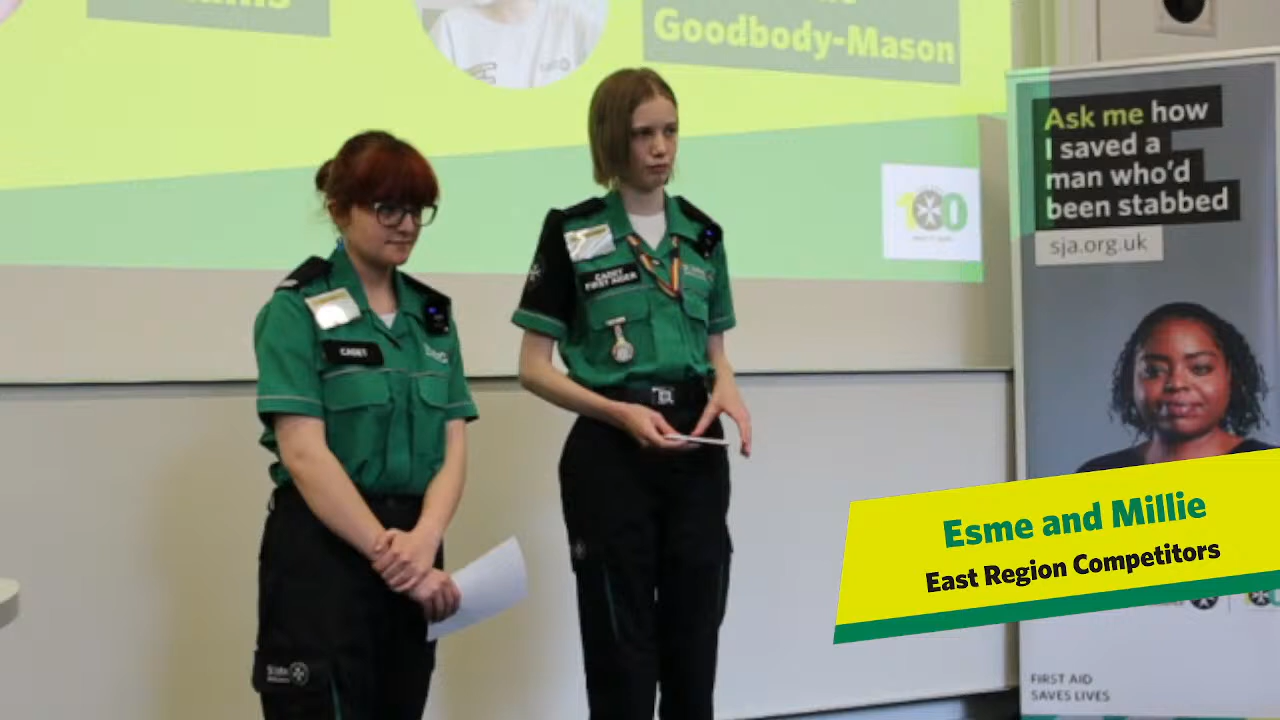 Goodbody-Mason
100
Ask me how
I saved a
man who'd
been stabbed
sja.org.uk
CADET
FIRST AIDER
CADET
Esme and Millie
East Region Competitors
FIRST AID
SAVES LIVES